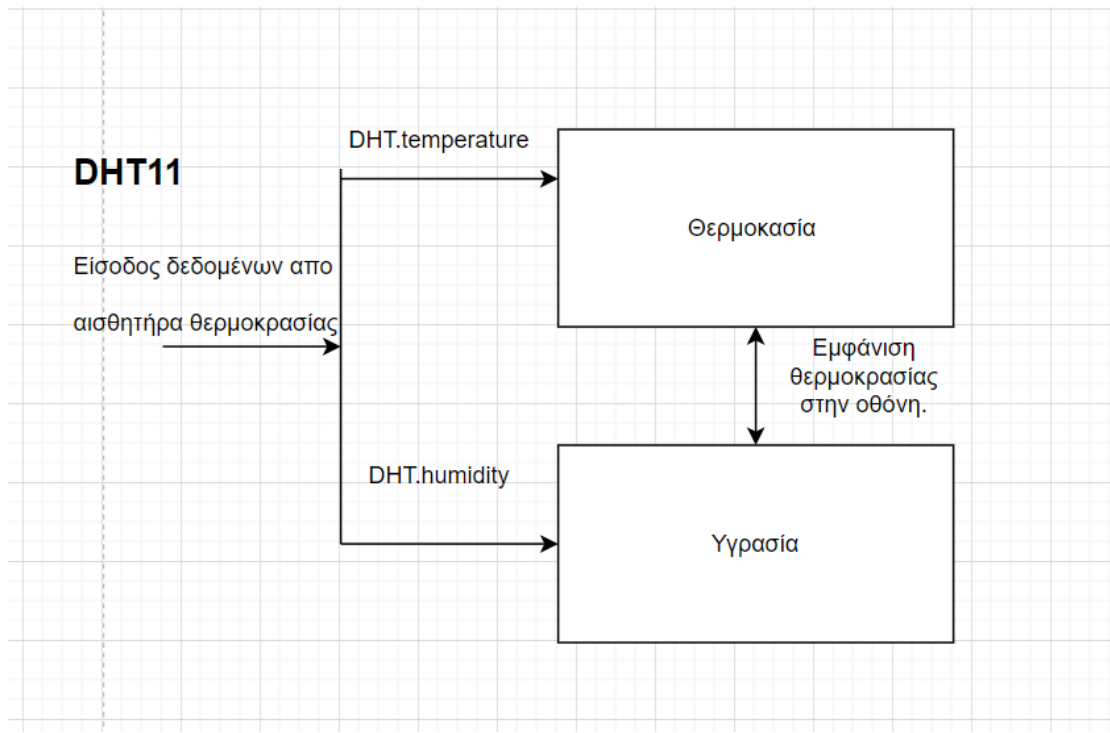 DHT.temperature
DHT11
Θερμοκασία
Είσοδος δεδομένων απο
αισθητήρα θερμοκρασίας
Εμφάνιση
θερμοκρασίας
στην οθόνη.
DHT.humidity
Υγρασία